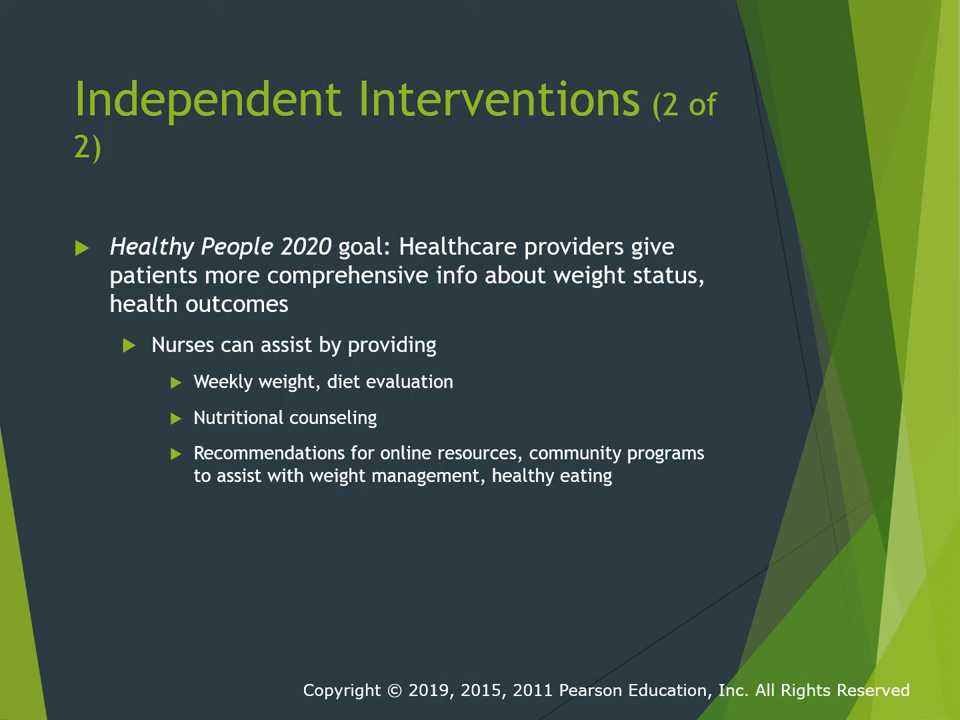 Independent Interventions (2 of
2)
Healthy People 2020 goal: Healthcare providers give
patients more comprehensive info about weight status,
health outcomes
Nurses can assist by providing
Weekly weight, diet evaluation
Nutritional counseling
Recommendations for online resources, community programs
to assist with weight management, healthy eating
Copyright © 2019, 2015, 2011 Pearson Education, Inc. All Rights Reserved